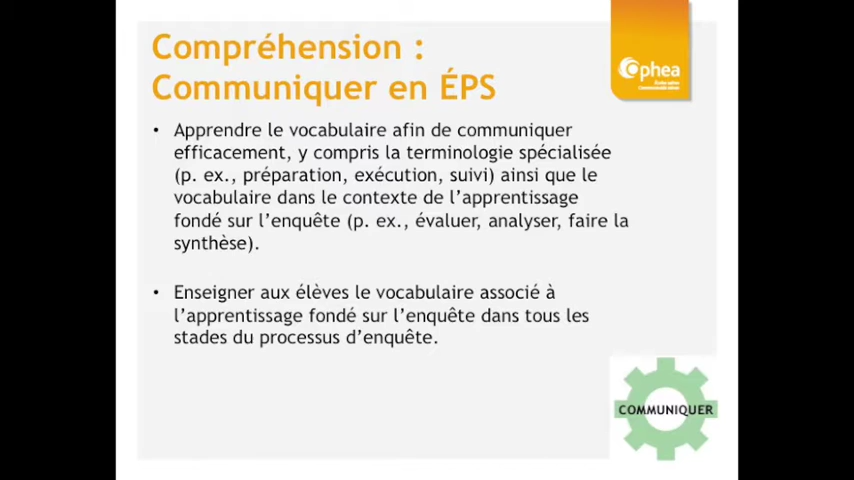 Compréhension :
Communiquer en ÉPS
Ophea
• Apprendre le vocabulaire afin de communiquer
efficacement, y compris la terminologie spécialisée
(p. ex., préparation, exécution, suivi) ainsi que le
vocabulaire dans le contexte de l’apprentissage
fondé sur l’enquête (p. ex., évaluer, analyser, faire la
synthèse).
• Enseigner aux élèves le vocabulaire associé à
l’apprentissage fondé sur l’enquête dans tous les
stades du processus d’enquête.
COMMUNIQUER